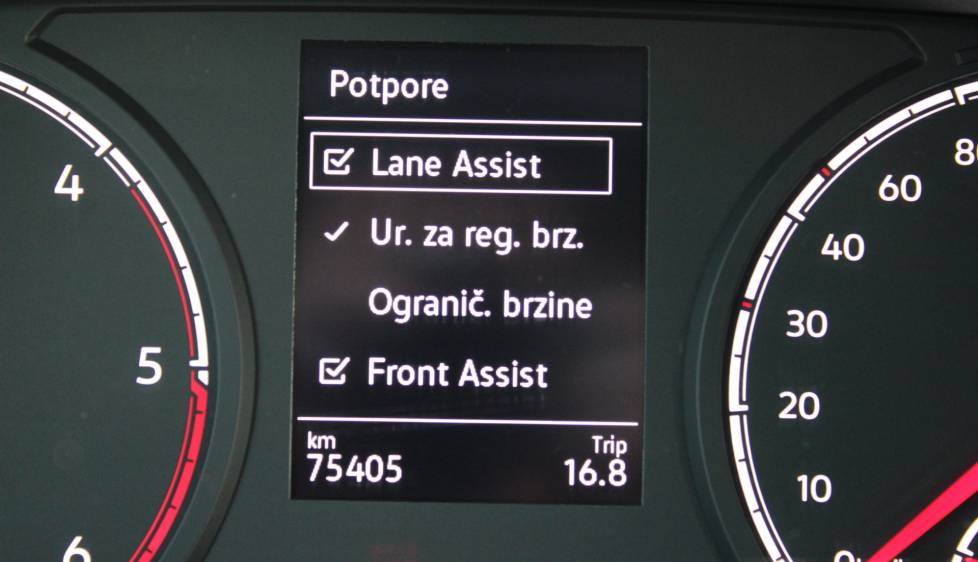 Potpore
Lane Assist
Ur. za reg. brz.
Ogranič. brzine
Front Assist
km
75405
Trip
16.8
4
5
6
80
60
40
30
20
10